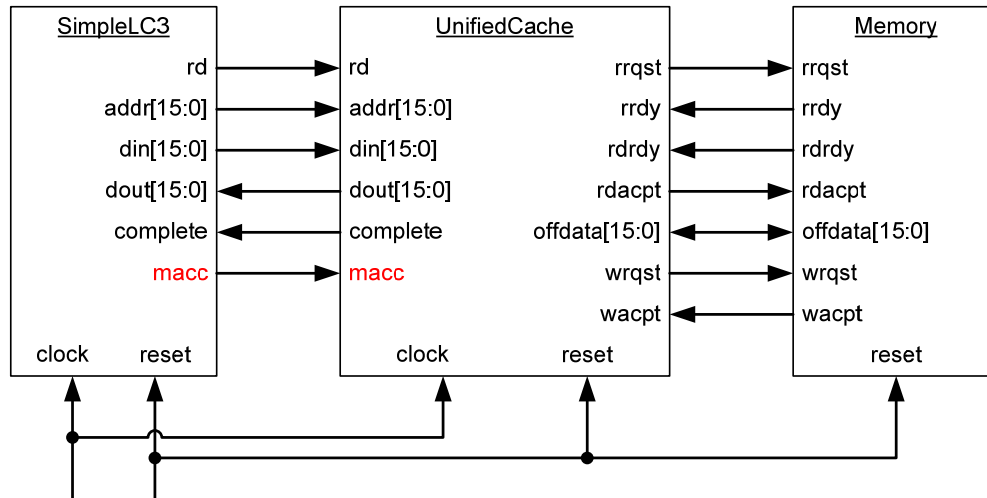 SimpleLC3
rd
addr[15:0]
din[15:0]
dout[15:0]
complete
macc
clock
reset
UnifiedCache
rd
addr[15:0]
din[15:0]
dout[15:0]
complete
macc
rrqst
rrdy
rdrdy
rdacpt
offdata[15:0]
wrqst
wacpt
clock
reset
Memory
rrqst
rrdy
rdrdy
rdacpt
offdata[15:0]
wrqst
wacpt
reset